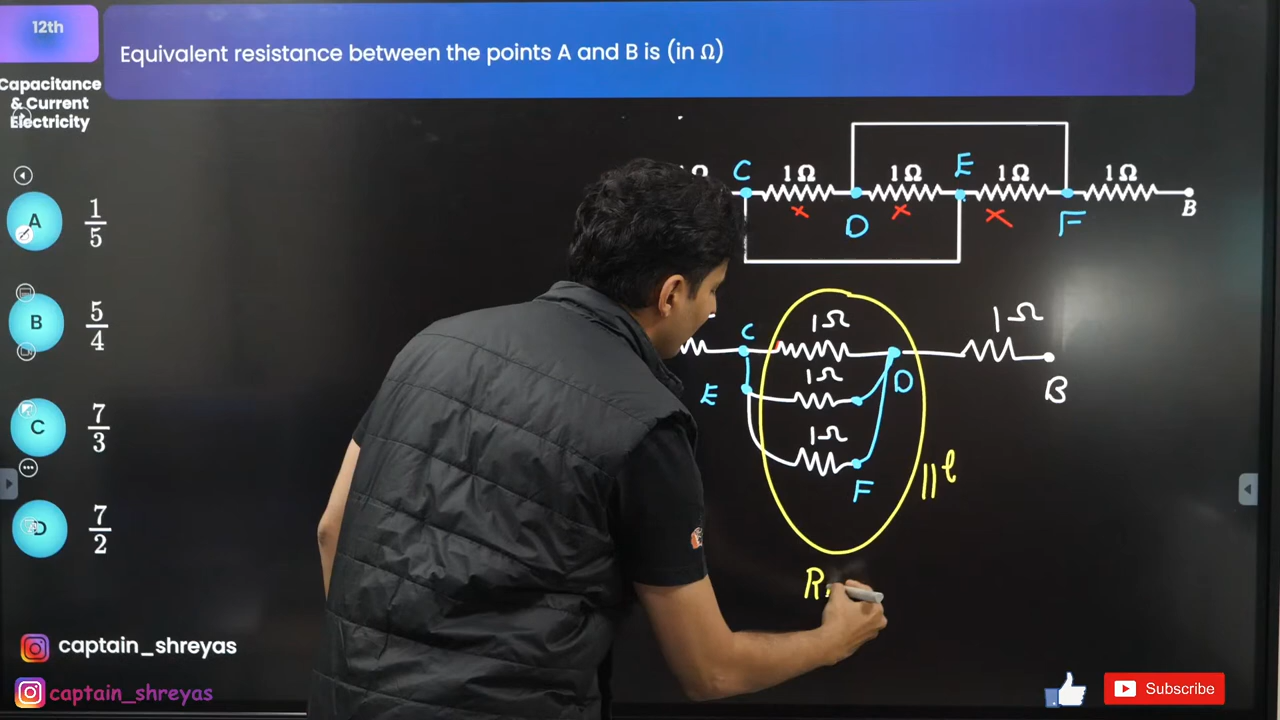 12th
Equivalent resistance between the points A and B is (in Ω)
Capacitance
& Current
Electricity
A 1/5
B 5/4
C 7/3
D 7/2
Ω C 1Ω 1Ω E 1Ω 1Ω
D F B
C 1Ω 1Ω
1Ω
E D B
1Ω
F ||l
R
captain_shreyas
captain_shreyas
Subscribe